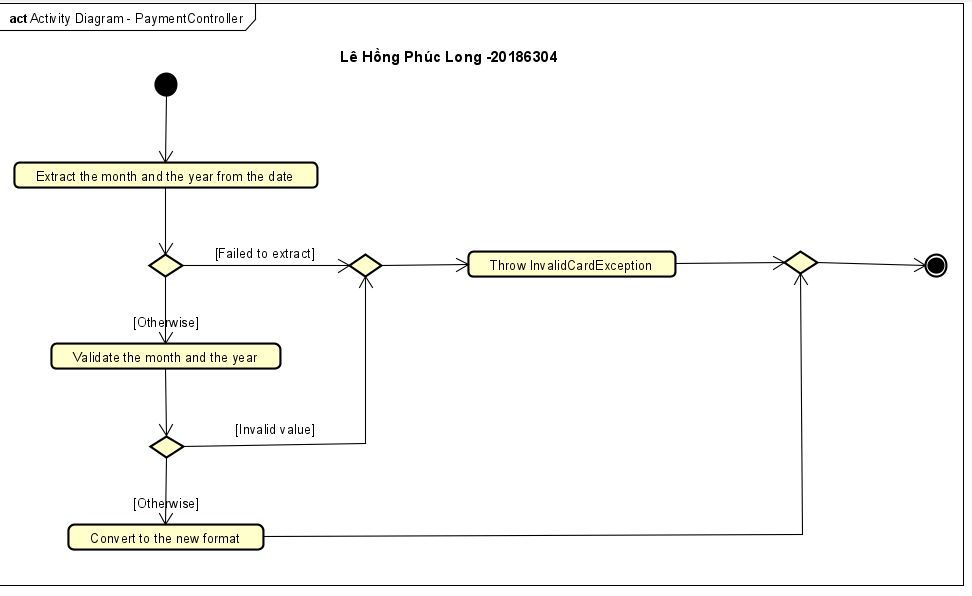 act Activity Diagram - PaymentController
Lê Hồng Phúc Long -20186304
Extract the month and the year from the date
[Failed to extract]
Throw InvalidCardException
[Otherwise]
Validate the month and the year
[Invalid value]
[Otherwise]
Convert to the new format